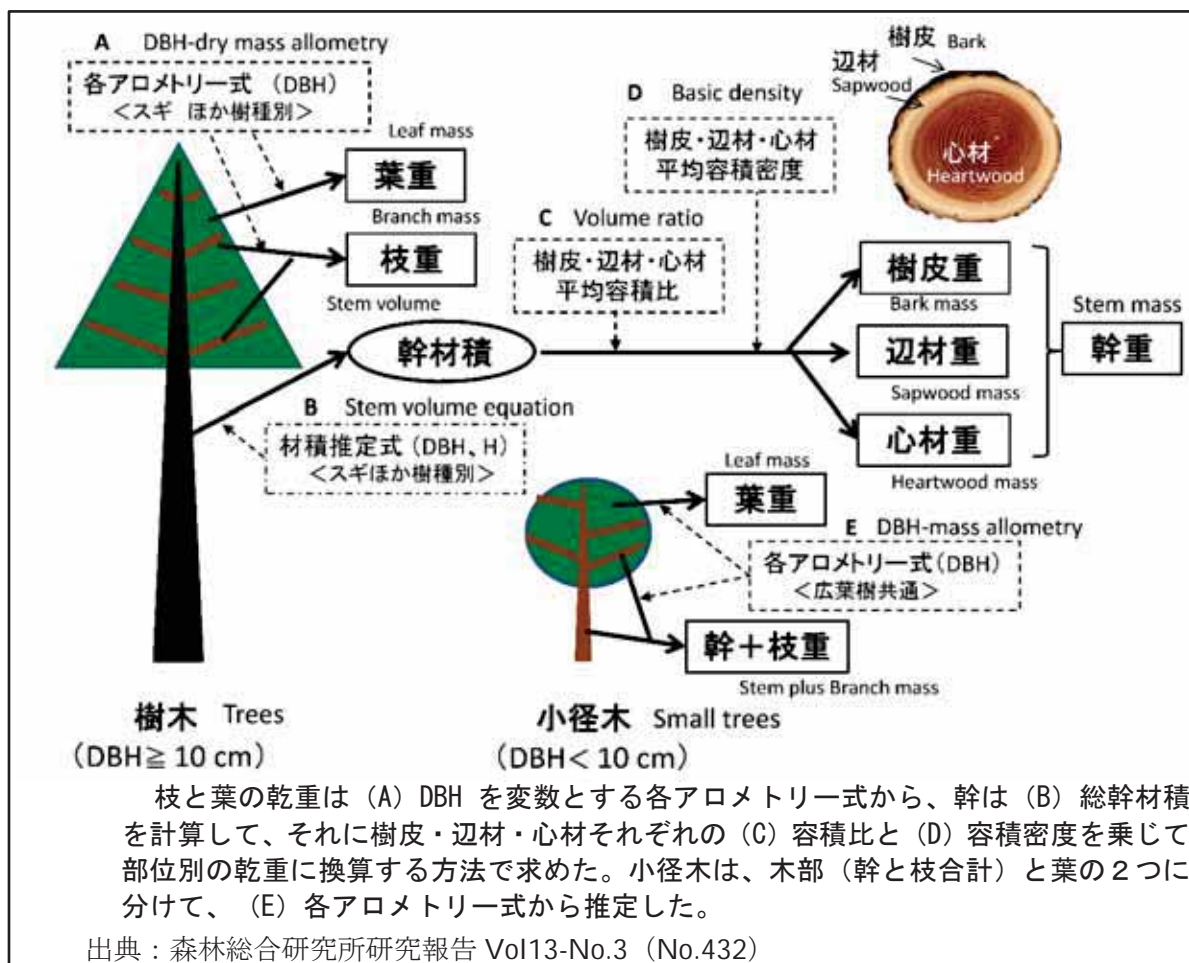 A DBH-dry mass allometry
各アロメトリー式 (DBH)
<スギ ほか樹種別>
Leaf mass
葉重
Branch mass
枝重
Stem volume
幹材積
B Stem volume equation
材積推定式(DBH、H)
<スギほか樹種別>
C Volume ratio
樹皮・辺材・心材
平均容積比
D Basic density
樹皮・辺材・心材
平均容積密度
樹皮 Bark
辺材
Sapwood
心材
Heartwood
樹皮重
Bark mass
辺材重
Sapwood mass
心材重
Heartwood mass
Stem mass
幹重
Leaf mass
葉重
E DBH-mass allometry
各アロメトリー式(DBH)
<広葉樹共通>
幹+枝重
Stem plus Branch mass
樹木 Trees
(DBH≧10 cm)
小径木 Small trees
(DBH<10 cm)
枝と葉の乾重は(A)DBH を変数とする各アロメトリー式から、幹は(B)総幹材積
を計算して、それに樹皮・辺材・心材それぞれの(C)容積比と(D)容積密度を乗じて
部位別の乾重に換算する方法で求めた。小径木は、木部(幹と枝合計)と葉の2つに
分けて、(E)各アロメトリー式から推定した。
出典:森林総合研究所研究報告 Vol13-No.3(No.432)